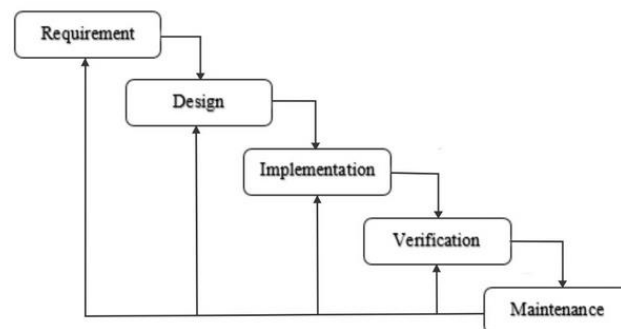 Requirement
Design
Implementation
Verification
Maintenance